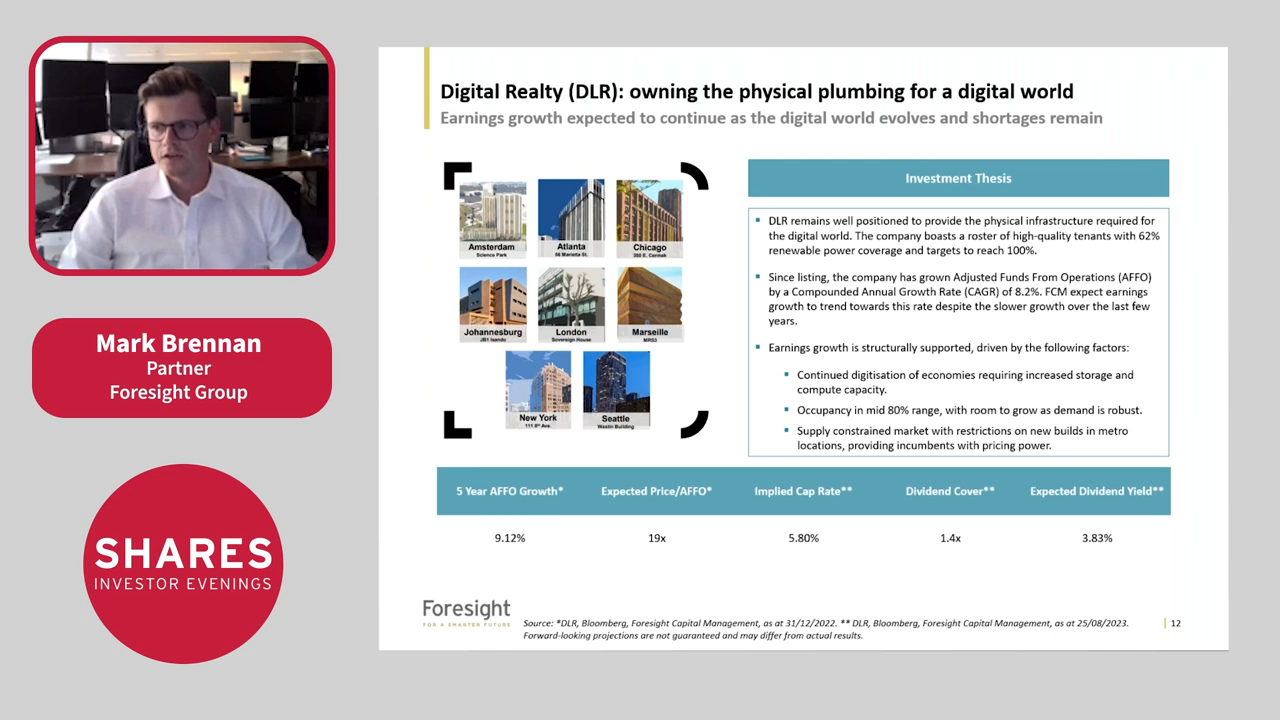 Mark Brennan
Partner
Foresight Group
SHARES
INVESTOR EVENINGS
Digital Realty (DLR): owning the physical plumbing for a digital world
Earnings growth expected to continue as the digital world evolves and shortages remain
Amsterdam
Science Park
Atlanta
56 Marietta St.
Chicago
350 E. Cermak
Johannesburg
JB1 Isando
London
Sovereign House
Marseille
MRS3
New York
111 8th Ave.
Seattle
Westin Building
Investment Thesis
▪ DLR remains well positioned to provide the physical infrastructure required for
the digital world. The company boasts a roster of high-quality tenants with 62%
renewable power coverage and targets to reach 100%.
▪ Since listing, the company has grown Adjusted Funds From Operations (AFFO)
by a Compounded Annual Growth Rate (CAGR) of 8.2%. FCM expect earnings
growth to trend towards this rate despite the slower growth over the last few
years.
▪ Earnings growth is structurally supported, driven by the following factors:
▪ Continued digitisation of economies requiring increased storage and
compute capacity.
▪ Occupancy in mid 80% range, with room to grow as demand is robust.
▪ Supply constrained market with restrictions on new builds in metro
locations, providing incumbents with pricing power.
5 Year AFFO Growth* Expected Price/AFFO* Implied Cap Rate** Dividend Cover** Expected Dividend Yield**
9.12% 19x 5.80% 1.4x 3.83%
Foresight
FOR A SMARTER FUTURE
Source: *DLR, Bloomberg, Foresight Capital Management, as at 31/12/2022. ** DLR, Bloomberg, Foresight Capital Management, as at 25/08/2023.
Forward-looking projections are not guaranteed and may differ from actual results.
12